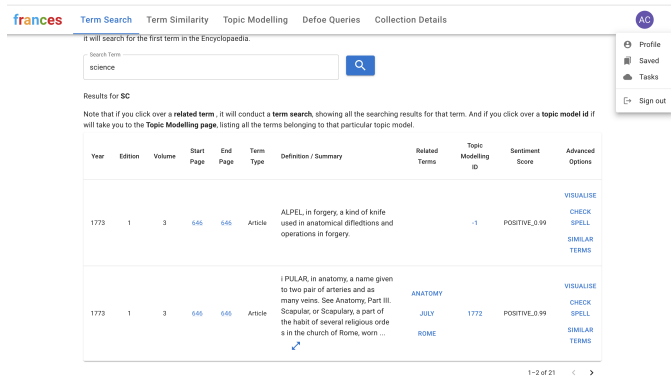 frances Term Search Term Similarity Topic Modelling Defoe Queries Collection Details AC
it will search for the first term in the Encyclopaedia.
Profile
Saved
Tasks
Sign out
Search Term
science
Results for SC
Note that if you click over a related term , it will conduct a term search, showing all the searching results for that term. And if you click over a topic model id if
will take you to the Topic Modelling page, listing all the terms belonging to that particular topic model.
Year Edition Volume Start Page End Page Term Type Definition / Summary Related Terms Topic Modelling ID Sentiment Score Advanced Options
1773 1 3 646 646 Article
ALPEL, in forgery, a kind of knife
used in anatomical difledtions and
operations in forgery.
-1 POSITIVE_0.99
VISUALISE
CHECK
SPELL
SIMILAR
TERMS
1773 1 3 646 646 Article
i PULAR, in anatomy, a name given
to two pair of arteries and as
many veins. See Anatomy, Part III.
Scapular, or Scapulary, a part of
the habit of several religious orde
s in the church of Rome, worn ...
ANATOMY
JULY
ROME
1772 POSITIVE_0.99
VISUALISE
CHECK
SPELL
SIMILAR
TERMS
1–2 of 21